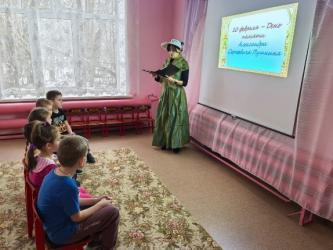 10 февраля – День
памяти
Александра
Сергеевича Пушкина